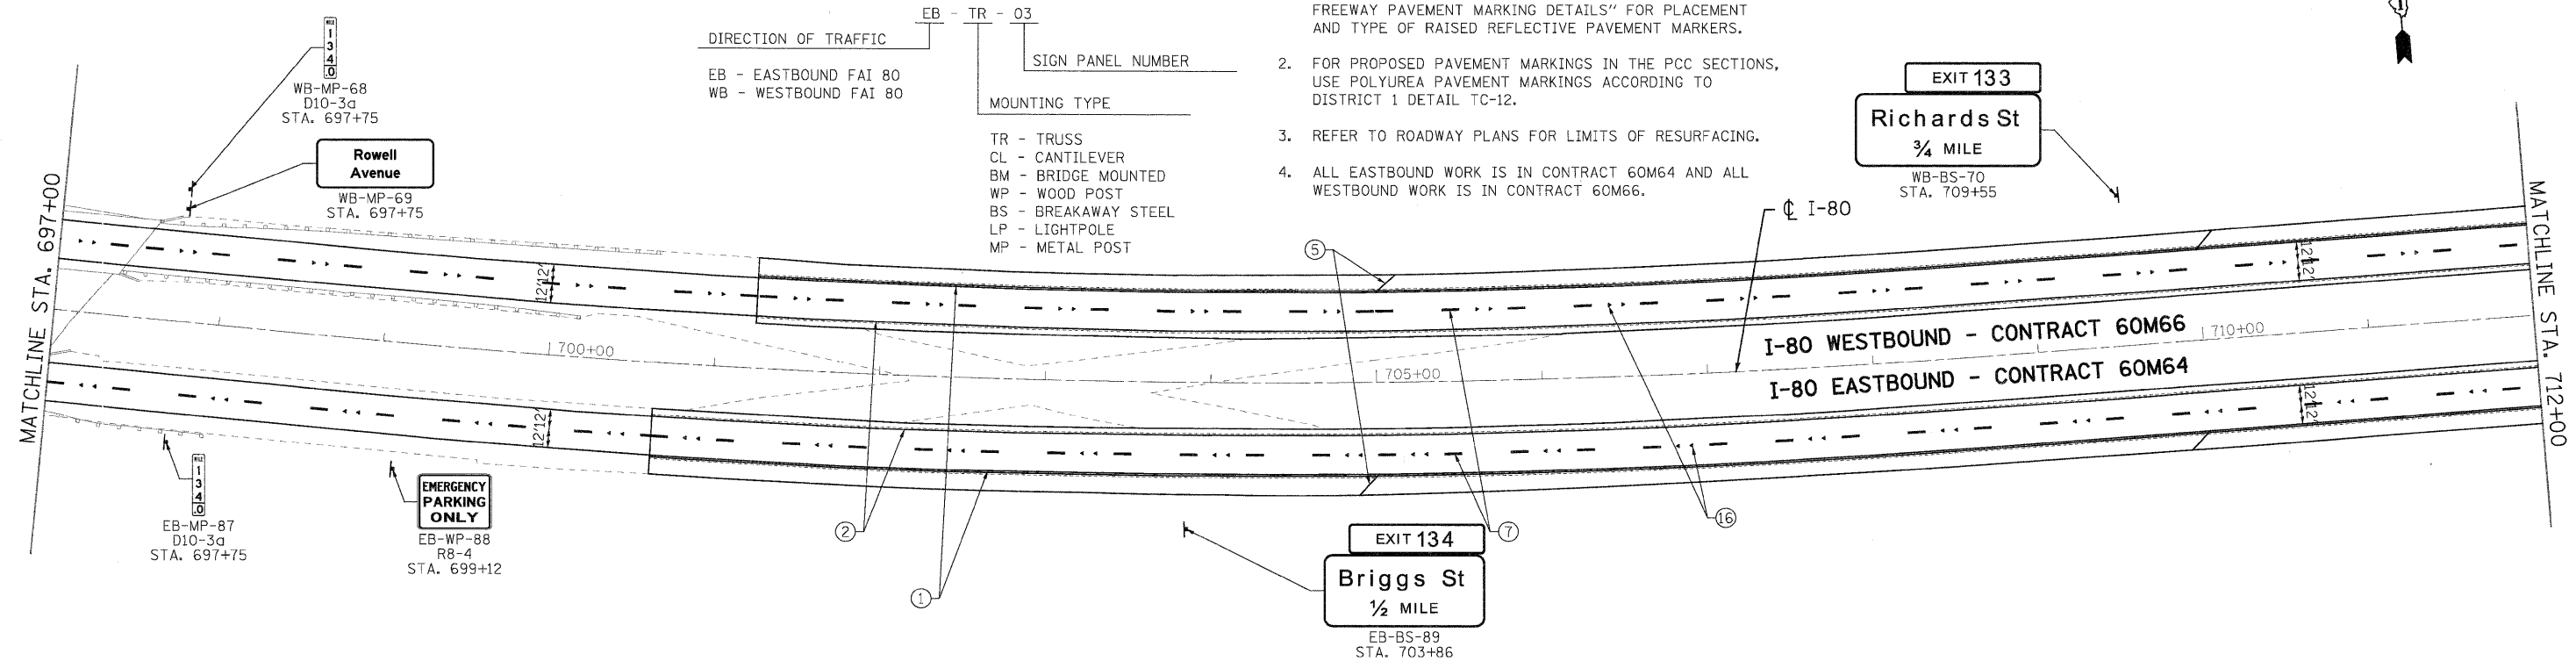 EB - TR - 03
DIRECTION OF TRAFFIC
SIGN PANEL NUMBER
EB - EASTBOUND FAI 80
WB - WESTBOUND FAI 80
MOUNTING TYPE
TR - TRUSS
CL - CANTILEVER
BM - BRIDGE MOUNTED
WP - WOOD POST
BS - BREAKAWAY STEEL
LP - LIGHTPOLE
MP - METAL POST
FREEWAY PAVEMENT MARKING DETAILS" FOR PLACEMENT
AND TYPE OF RAISED REFLECTIVE PAVEMENT MARKERS.
2. FOR PROPOSED PAVEMENT MARKINGS IN THE PCC SECTIONS,
USE POLYUREA PAVEMENT MARKINGS ACCORDING TO
DISTRICT 1 DETAIL TC-12.
3. REFER TO ROADWAY PLANS FOR LIMITS OF RESURFACING.
4. ALL EASTBOUND WORK IS IN CONTRACT 60M64 AND ALL
WESTBOUND WORK IS IN CONTRACT 60M66.
MILE
1
3
4
.0
WB-MP-68
D10-3a
STA. 697+75
Rowell
Avenue
WB-MP-69
STA. 697+75
EXIT 133
Richards St
3/4 MILE
WB-BS-70
STA. 709+55
℄ I-80
MATCHLINE STA. 697+00
MATCHLINE STA. 712+00
12' 12'
12' 12'
5
700+00
705+00
710+00
I-80 WESTBOUND - CONTRACT 60M66
I-80 EASTBOUND - CONTRACT 60M64
12' 12'
12' 12'
MILE
1
3
4
.0
EB-MP-87
D10-3a
STA. 697+75
EMERGENCY
PARKING
ONLY
EB-WP-88
R8-4
STA. 699+12
2
1
7
16
EXIT 134
Briggs St
1/2 MILE
EB-BS-89
STA. 703+86